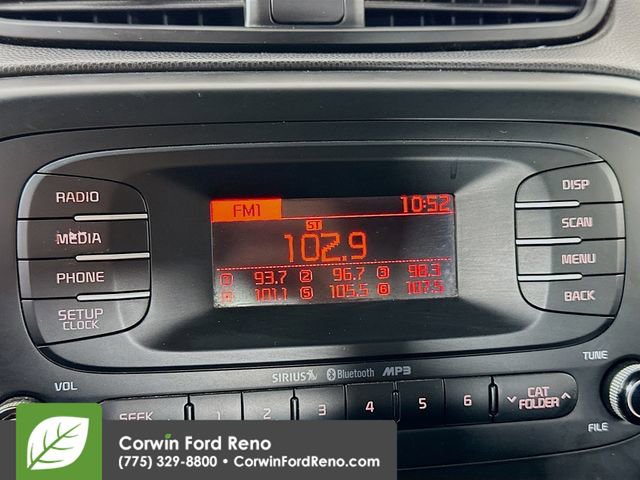 RADIO
MEDIA
PHONE
SETUP
CLOCK
FM1 10:52
ST
102.9
1 93.7 2 96.7 3 98.3
101.1 5 105.5 6 107.5
DISP
SCAN
MENU
BACK
VOL
SIRIUS Bluetooth MP3
TUNE
FILE
SEEK 1 2 3 4 5 6 CAT
FOLDER
Corwin Ford Reno
(775) 329-8800 • CorwinFordReno.com